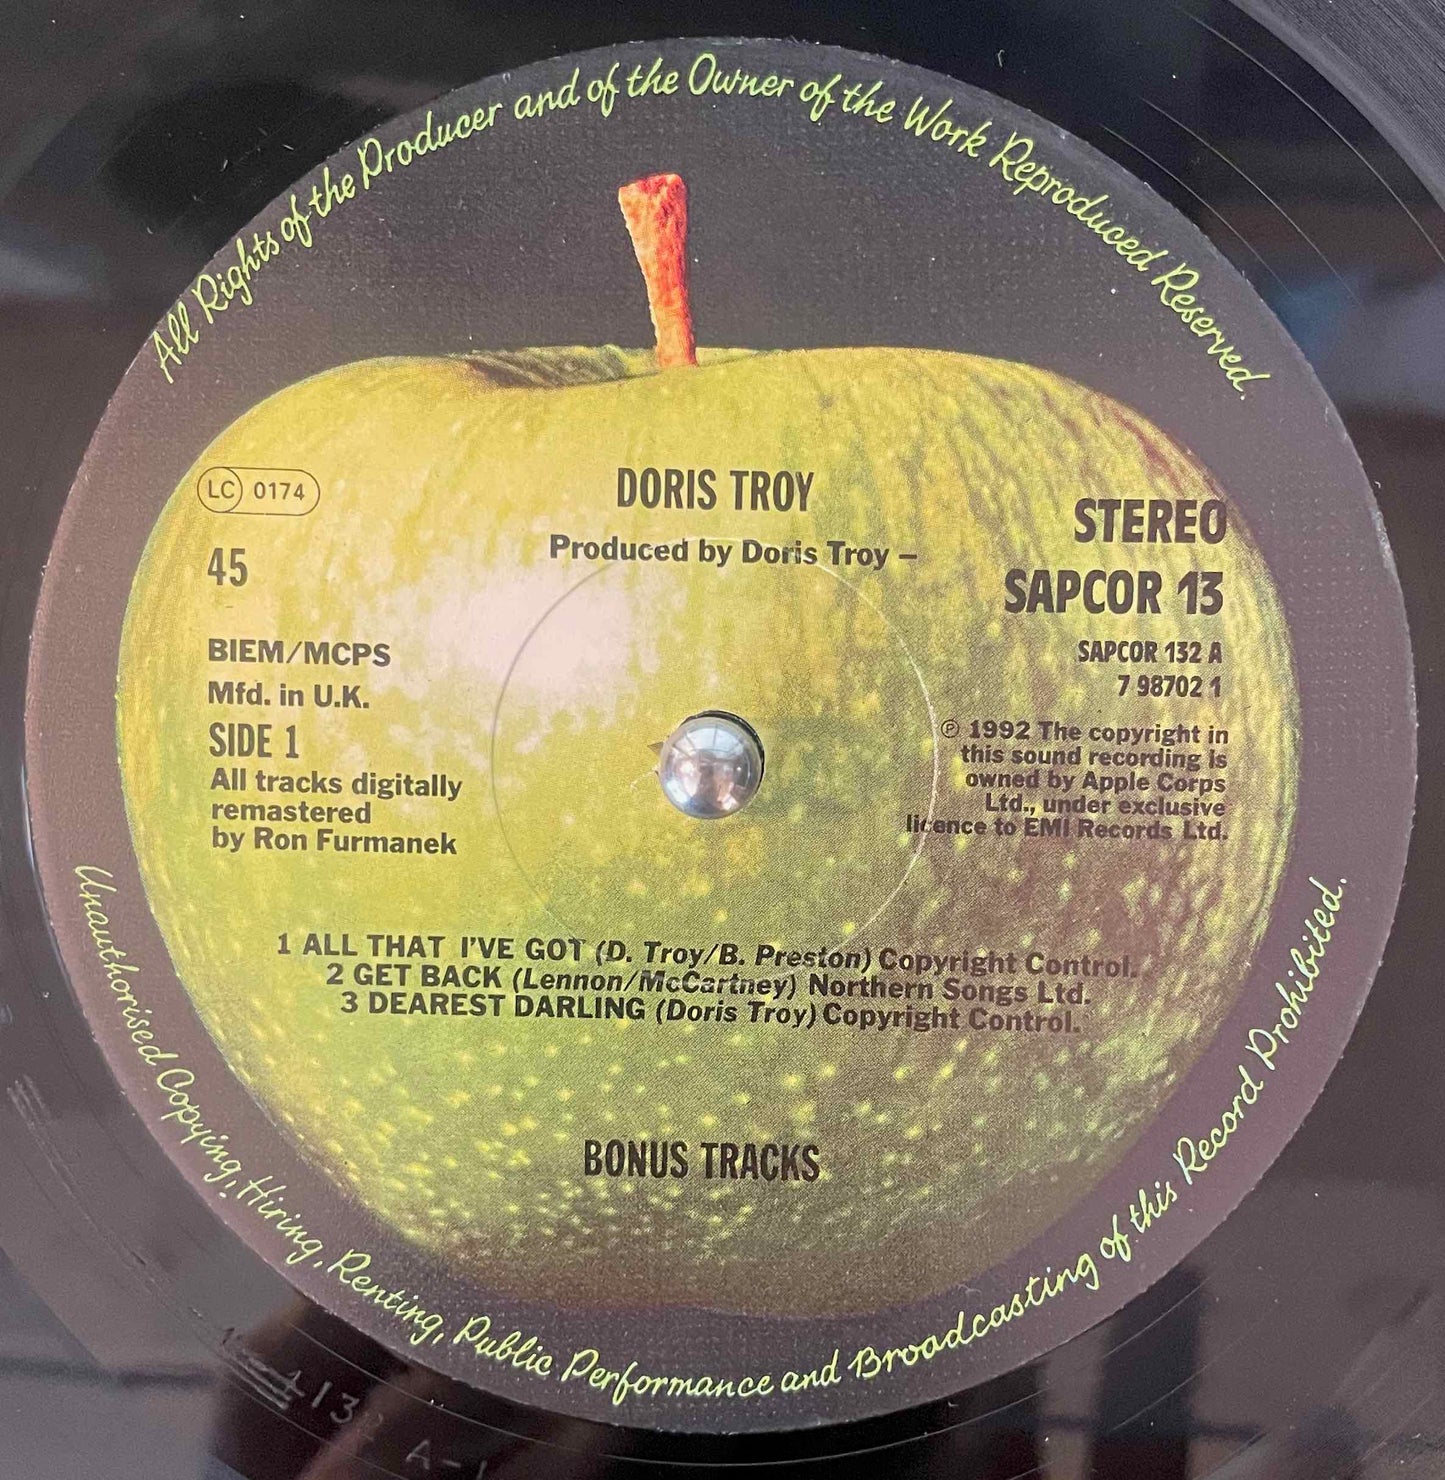 All Rights of the Producer and of the Owner of the Work Reproduced Reserved.
LC 0174
DORIS TROY
Produced by Doris Troy –
STEREO
45
SAPCOR 13
BIEM/MCPS
SAPCOR 132 A
Mfd. in U.K.
7 98702 1
SIDE 1
All tracks digitally
remastered
by Ron Furmanek
℗ 1992 The copyright in
this sound recording is
owned by Apple Corps
Ltd., under exclusive
licence to EMI Records Ltd.
1 ALL THAT I'VE GOT (D. Troy/B. Preston) Copyright Control.
2 GET BACK (Lennon/McCartney) Northern Songs Ltd.
3 DEAREST DARLING (Doris Troy) Copyright Control.
BONUS TRACKS
Unauthorised Copying, Hiring, Renting, Public Performance and Broadcasting of this Record Prohibited.